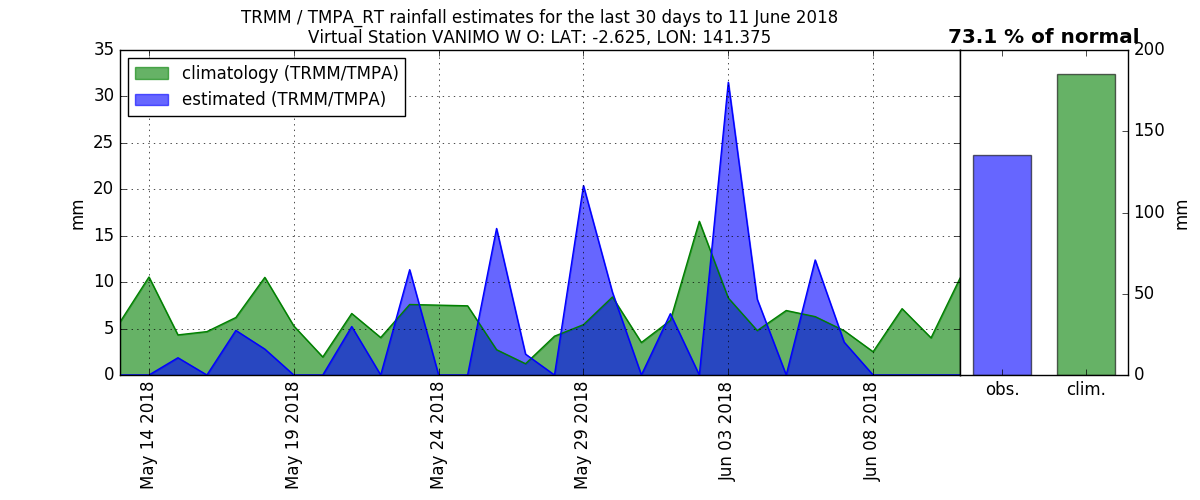 TRMM / TMPA_RT rainfall estimates for the last 30 days to 11 June 2018
Virtual Station VANIMO W O: LAT: -2.625, LON: 141.375
73.1 % of normal
climatology (TRMM/TMPA)
estimated (TRMM/TMPA)
35
30
25
20
15
10
5
0
mm
May 14 2018
May 19 2018
May 24 2018
May 29 2018
Jun 03 2018
Jun 08 2018
obs.
clim.
200
150
100
50
0
mm